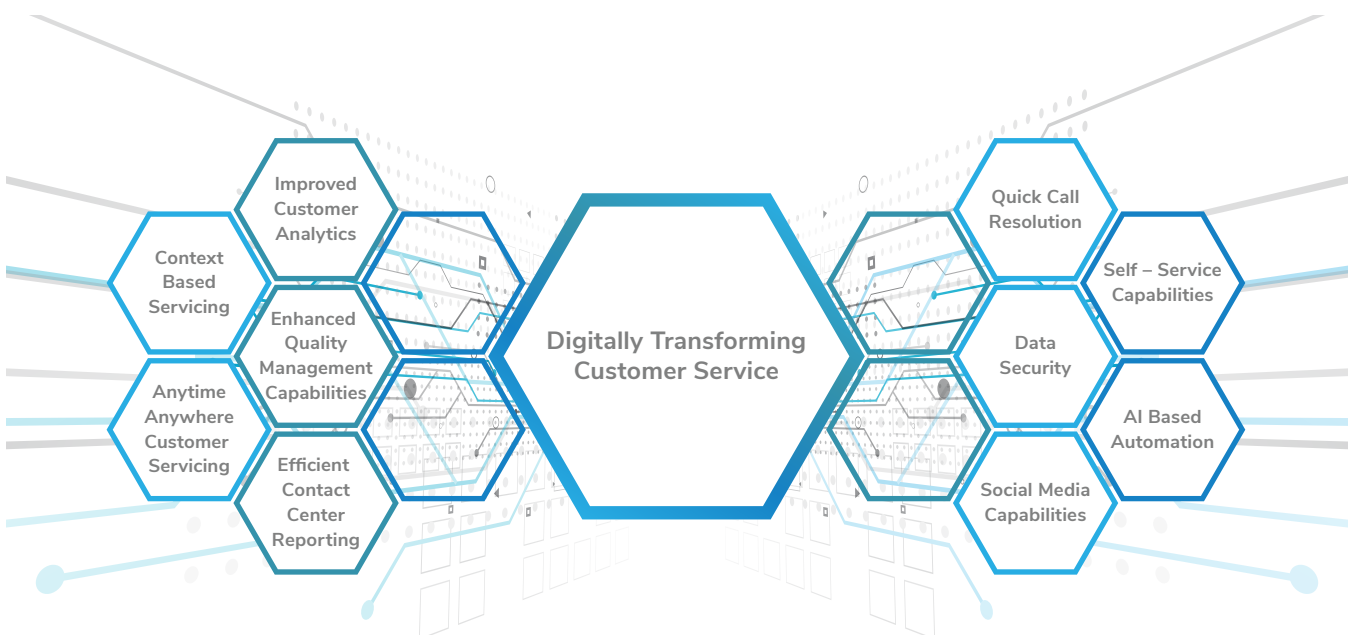 Improved
Customer
Analytics
Context
Based
Servicing
Enhanced
Quality
Management
Capabilities
Anytime
Anywhere
Customer
Servicing
Efficient
Contact
Center
Reporting
Digitally Transforming
Customer Service
Quick Call
Resolution
Self – Service
Capabilities
Data
Security
AI Based
Automation
Social Media
Capabilities